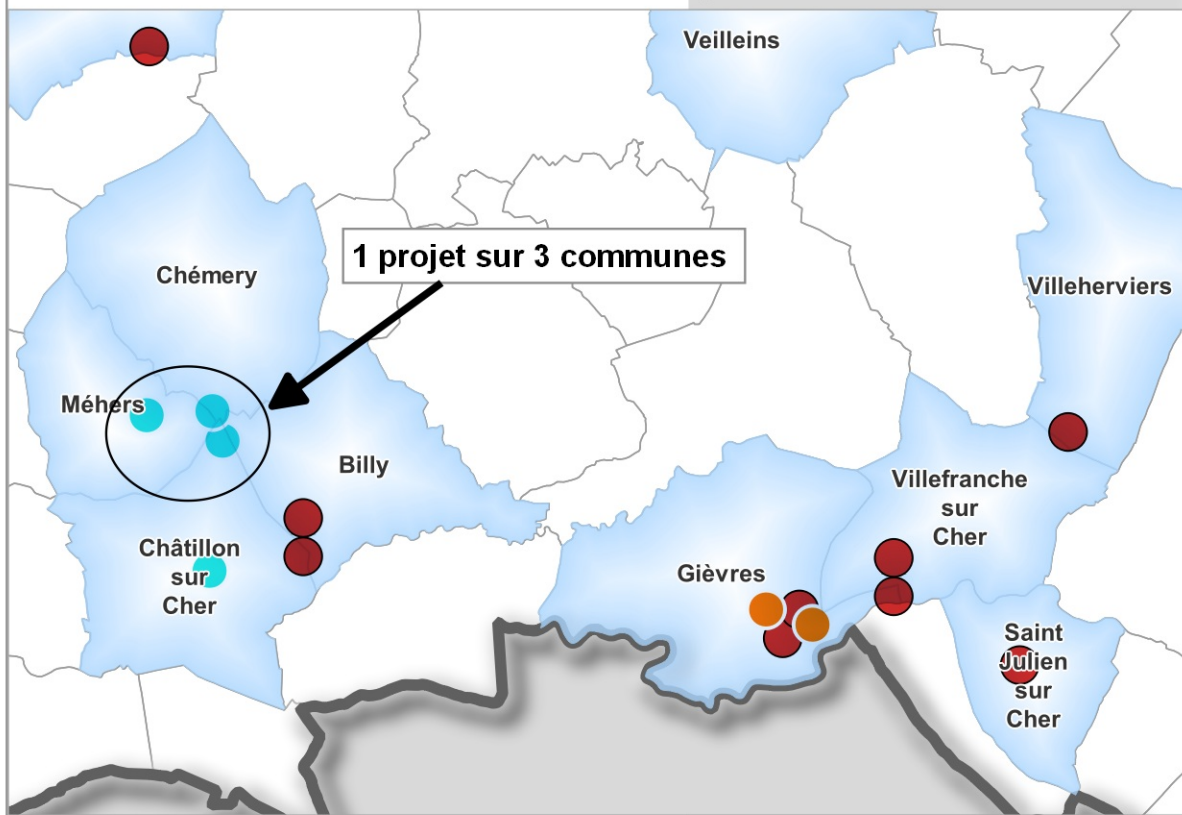 Veilleins
1 projet sur 3 communes
Chémery
Villeherviers
Méhers
Billy
Villefranche
sur
Cher
Châtillon
sur
Cher
Gièvres
Saint
Julien
sur
Cher